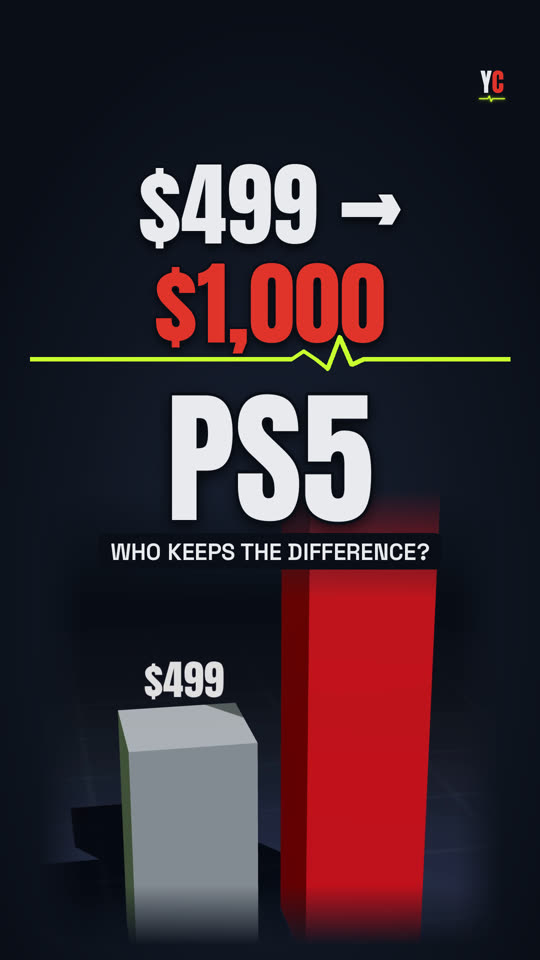 YC
$499 →
$1,000
PS5
WHO KEEPS THE DIFFERENCE?
$499